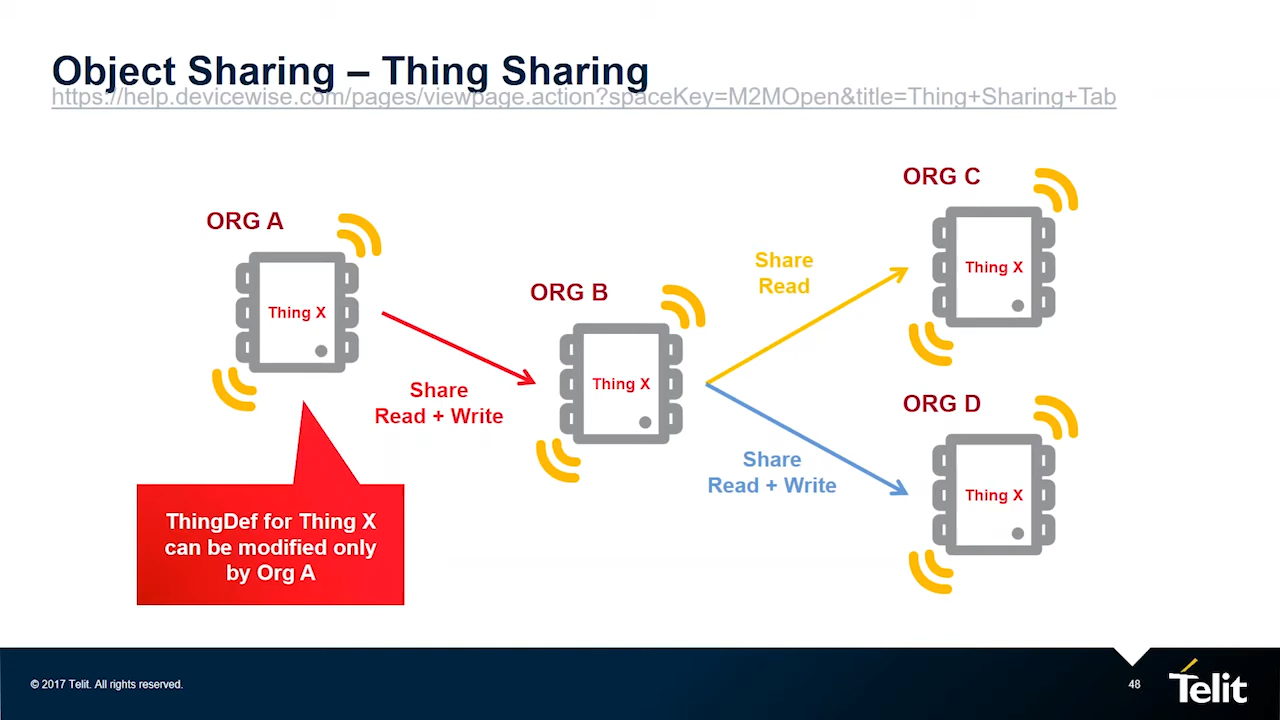 Object Sharing – Thing Sharing
https://help.devicewise.com/pages/viewpage.action?spaceKey=M2MOpen&title=Thing+Sharing+Tab
ORG A
Thing X
Share
Read + Write
ThingDef for Thing X
can be modified only
by Org A
ORG B
Thing X
Share
Read
Share
Read + Write
ORG C
Thing X
ORG D
Thing X
© 2017 Telit. All rights reserved.
48
Telit